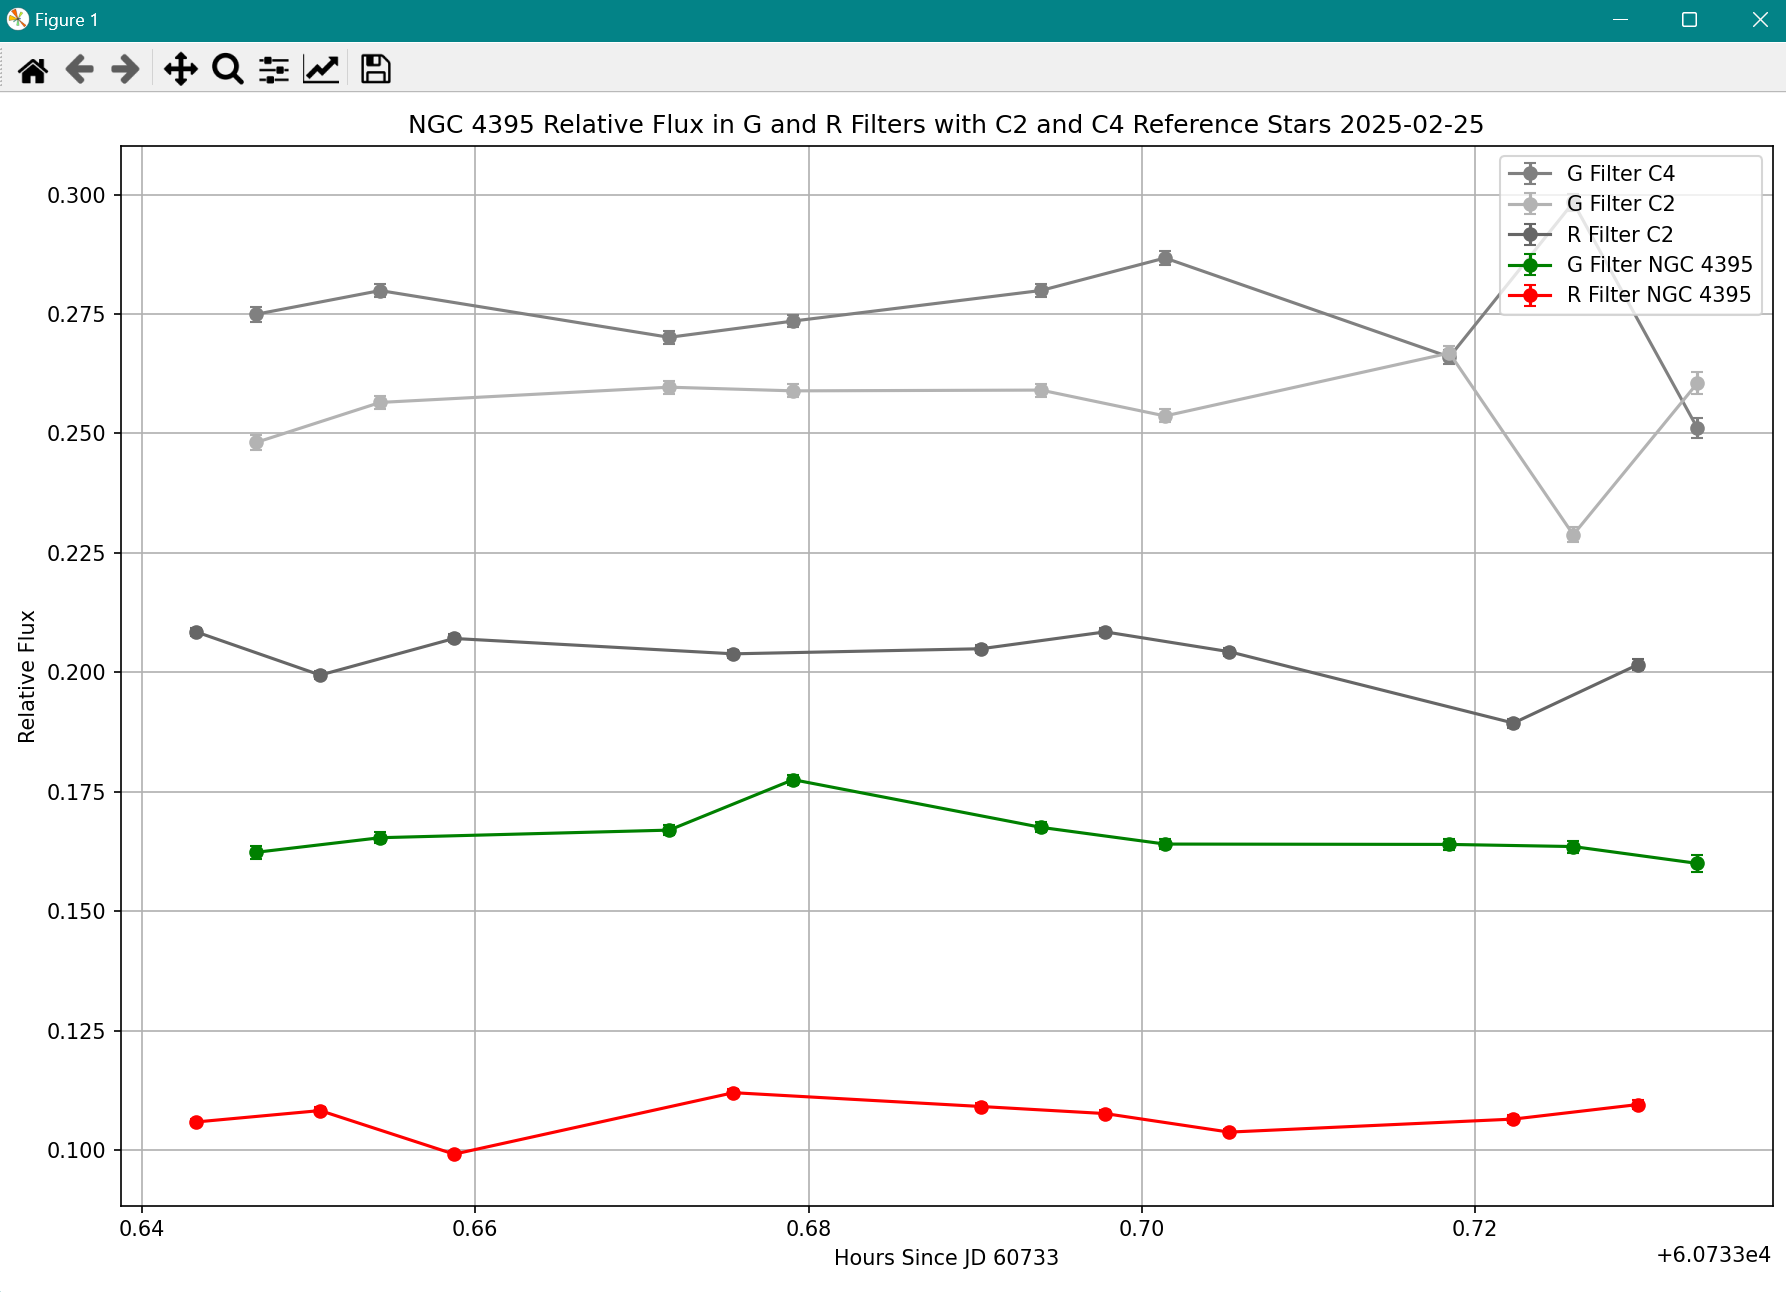 Figure 1
NGC 4395 Relative Flux in G and R Filters with C2 and C4 Reference Stars 2025-02-25
G Filter C4
G Filter C2
R Filter C2
G Filter NGC 4395
R Filter NGC 4395
Relative Flux
0.300
0.275
0.250
0.225
0.200
0.175
0.150
0.125
0.100
0.64
0.66
0.68
0.70
0.72
Hours Since JD 60733
+6.0733e4